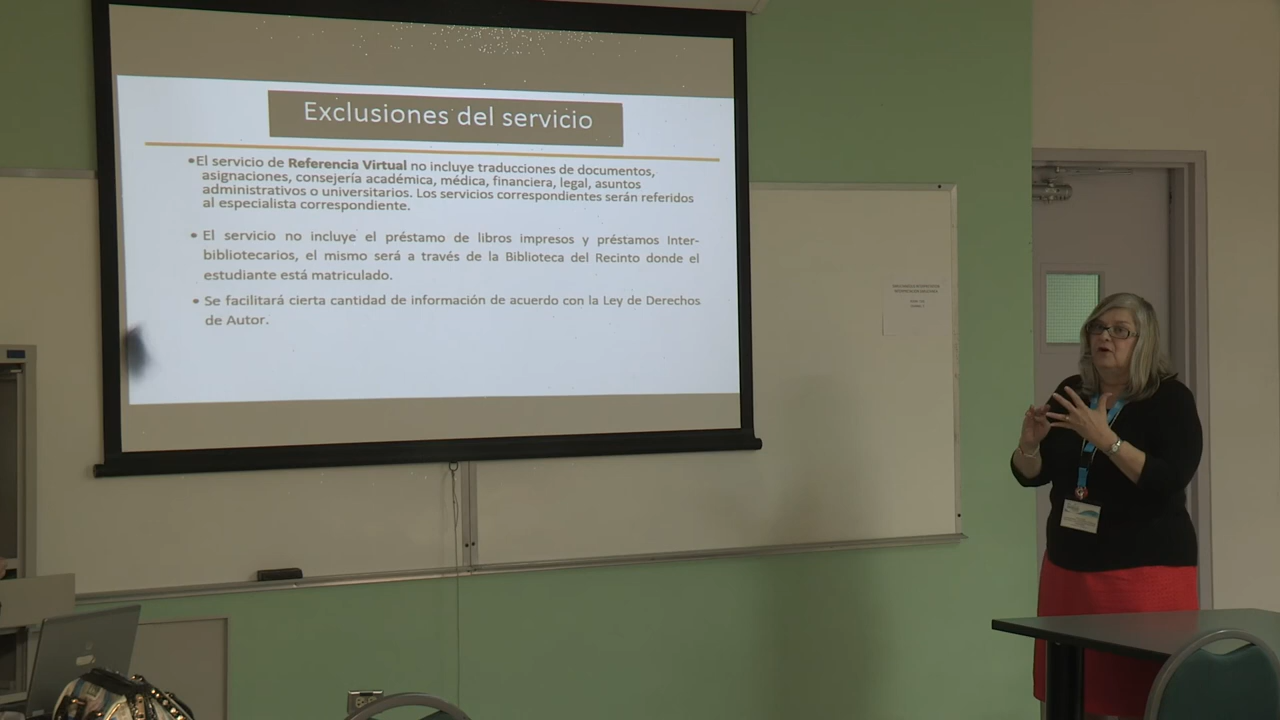 Exclusiones del servicio
•El servicio de Referencia Virtual no incluye traducciones de documentos,
asignaciones, consejería académica, médica, financiera, legal, asuntos
administrativos o universitarios. Los servicios correspondientes serán referidos
al especialista correspondiente.
• El servicio no incluye el préstamo de libros impresos y préstamos Inter-
bibliotecarios, el mismo será a través de la Biblioteca del Recinto donde el
estudiante está matriculado.
• Se facilitará cierta cantidad de información de acuerdo con la Ley de Derechos
de Autor.